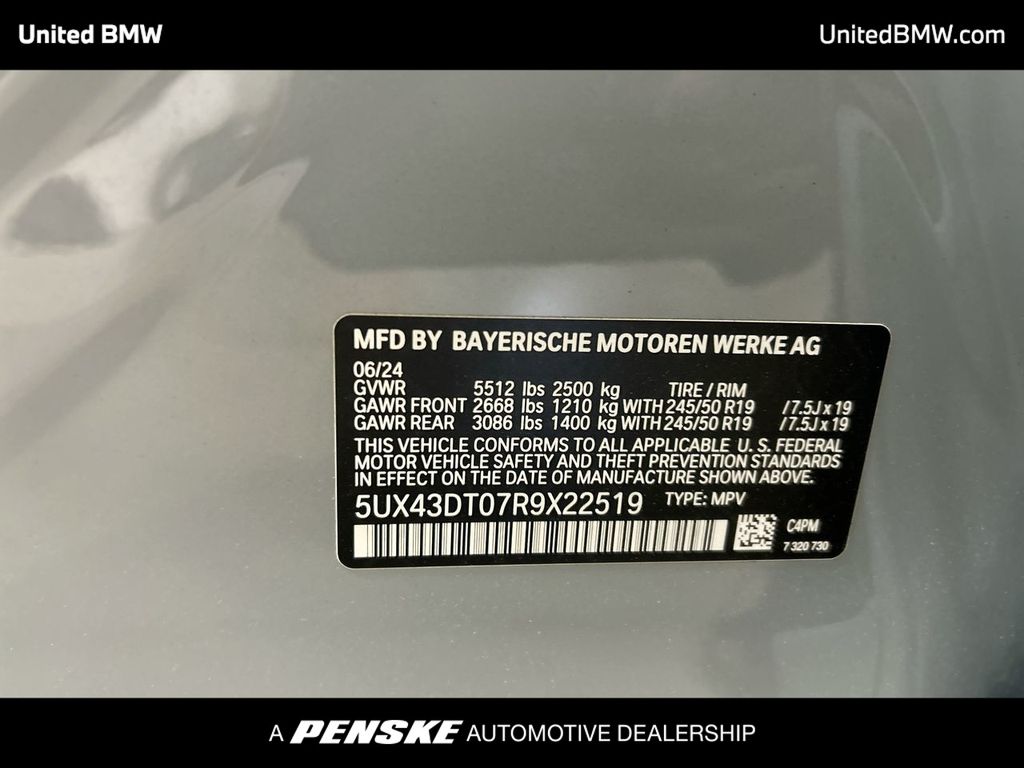 United BMW
UnitedBMW.com
MFD BY BAYERISCHE MOTOREN WERKE AG
06/24
GVWR 5512 lbs 2500 kg TIRE / RIM
GAWR FRONT 2668 lbs 1210 kg WITH 245/50 R19 / 7.5J x 19
GAWR REAR 3086 lbs 1400 kg WITH 245/50 R19 / 7.5J x 19
THIS VEHICLE CONFORMS TO ALL APPLICABLE U. S. FEDERAL
MOTOR VEHICLE SAFETY AND THEFT PREVENTION STANDARDS
IN EFFECT ON THE DATE OF MANUFACTURE SHOWN ABOVE.
5UX43DT07R9X22519 TYPE: MPV
C4PM
7 320 730
A PENSKE AUTOMOTIVE DEALERSHIP